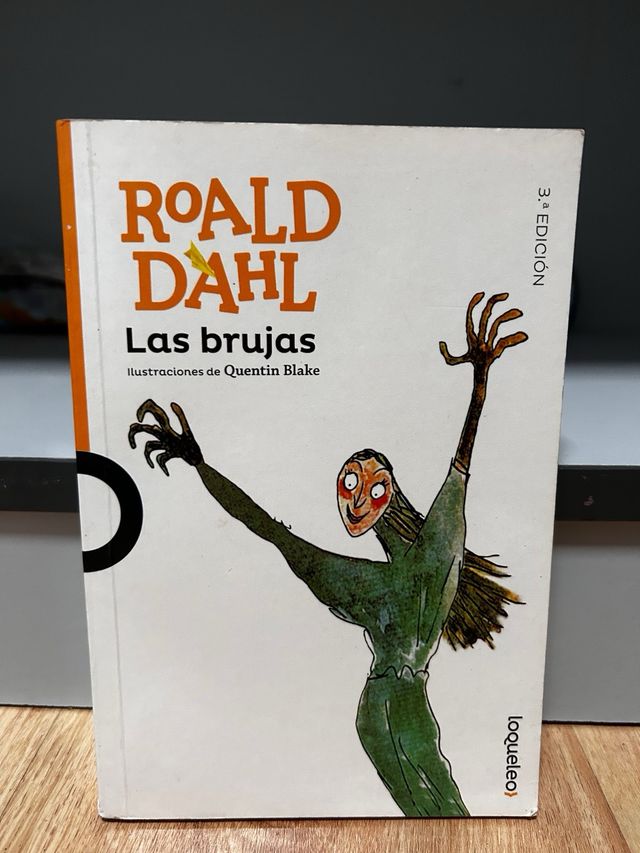 ROALD
DAHL
Las brujas
Ilustraciones de Quentin Blake
3.ª EDICIÓN
loqueleo